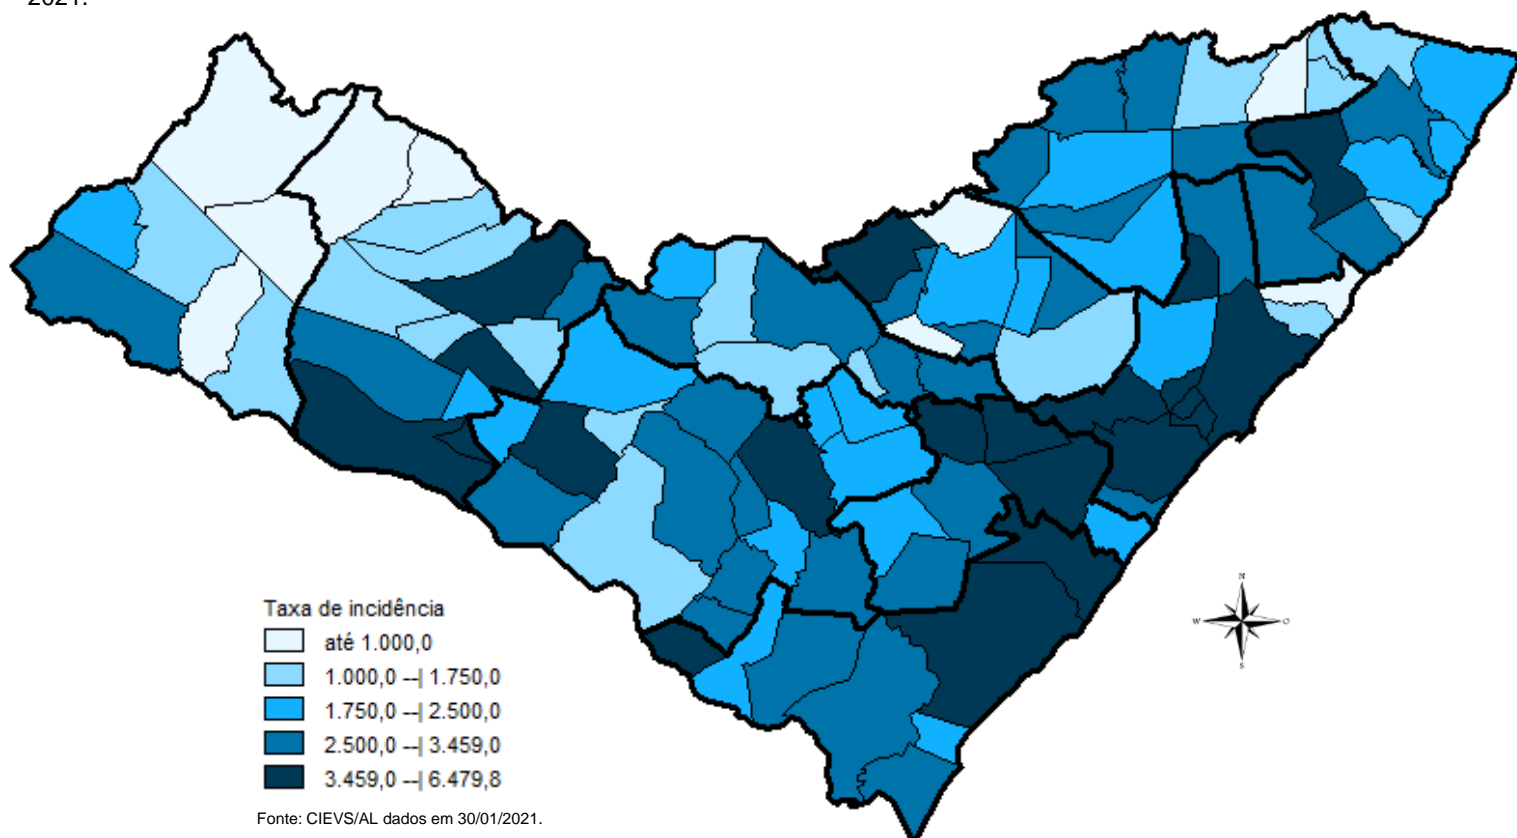 2021.
Taxa de incidência
até 1.000,0
1.000,0 --| 1.750,0
1.750,0 --| 2.500,0
2.500,0 --| 3.459,0
3.459,0 --| 6.479,8
Fonte: CIEVS/AL dados em 30/01/2021.
N
W
O
S